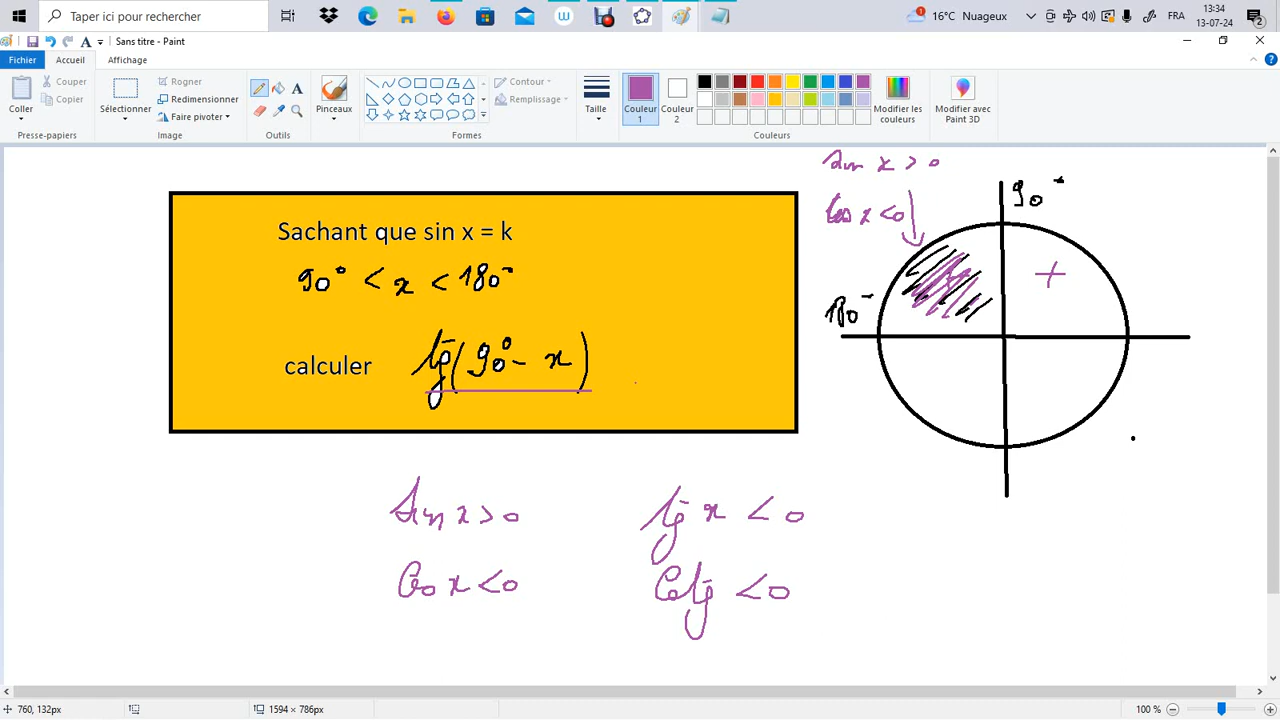 Taper ici pour rechercher
16°C Nuageux
FRA
13:34
13-07-24
2
Sans titre - Paint
Fichier
Accueil
Affichage
Coller
Couper
Copier
Presse-papiers
Sélectionner
Rogner
Redimensionner
Faire pivoter
Image
A
Outils
Pinceaux
Contour
Remplissage
Formes
Taille
Couleur 1
Couleur 2
Modifier les couleurs
Couleurs
Modifier avec Paint 3D
sin x > 0
Cos x < 0
90°
180°
+
Sachant que sin x = k
90° < x < 180°
calculer tg(90° - x)
sin x > 0
tg x < 0
Cos x < 0
Cotg < 0
760, 132px
1594 × 786px
100 %